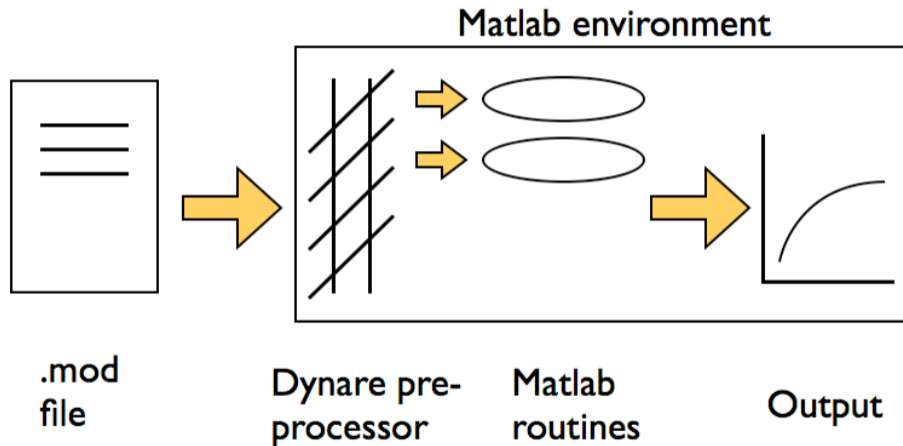 Matlab environment
.mod
file
Dynare pre-
processor
Matlab
routines
Output